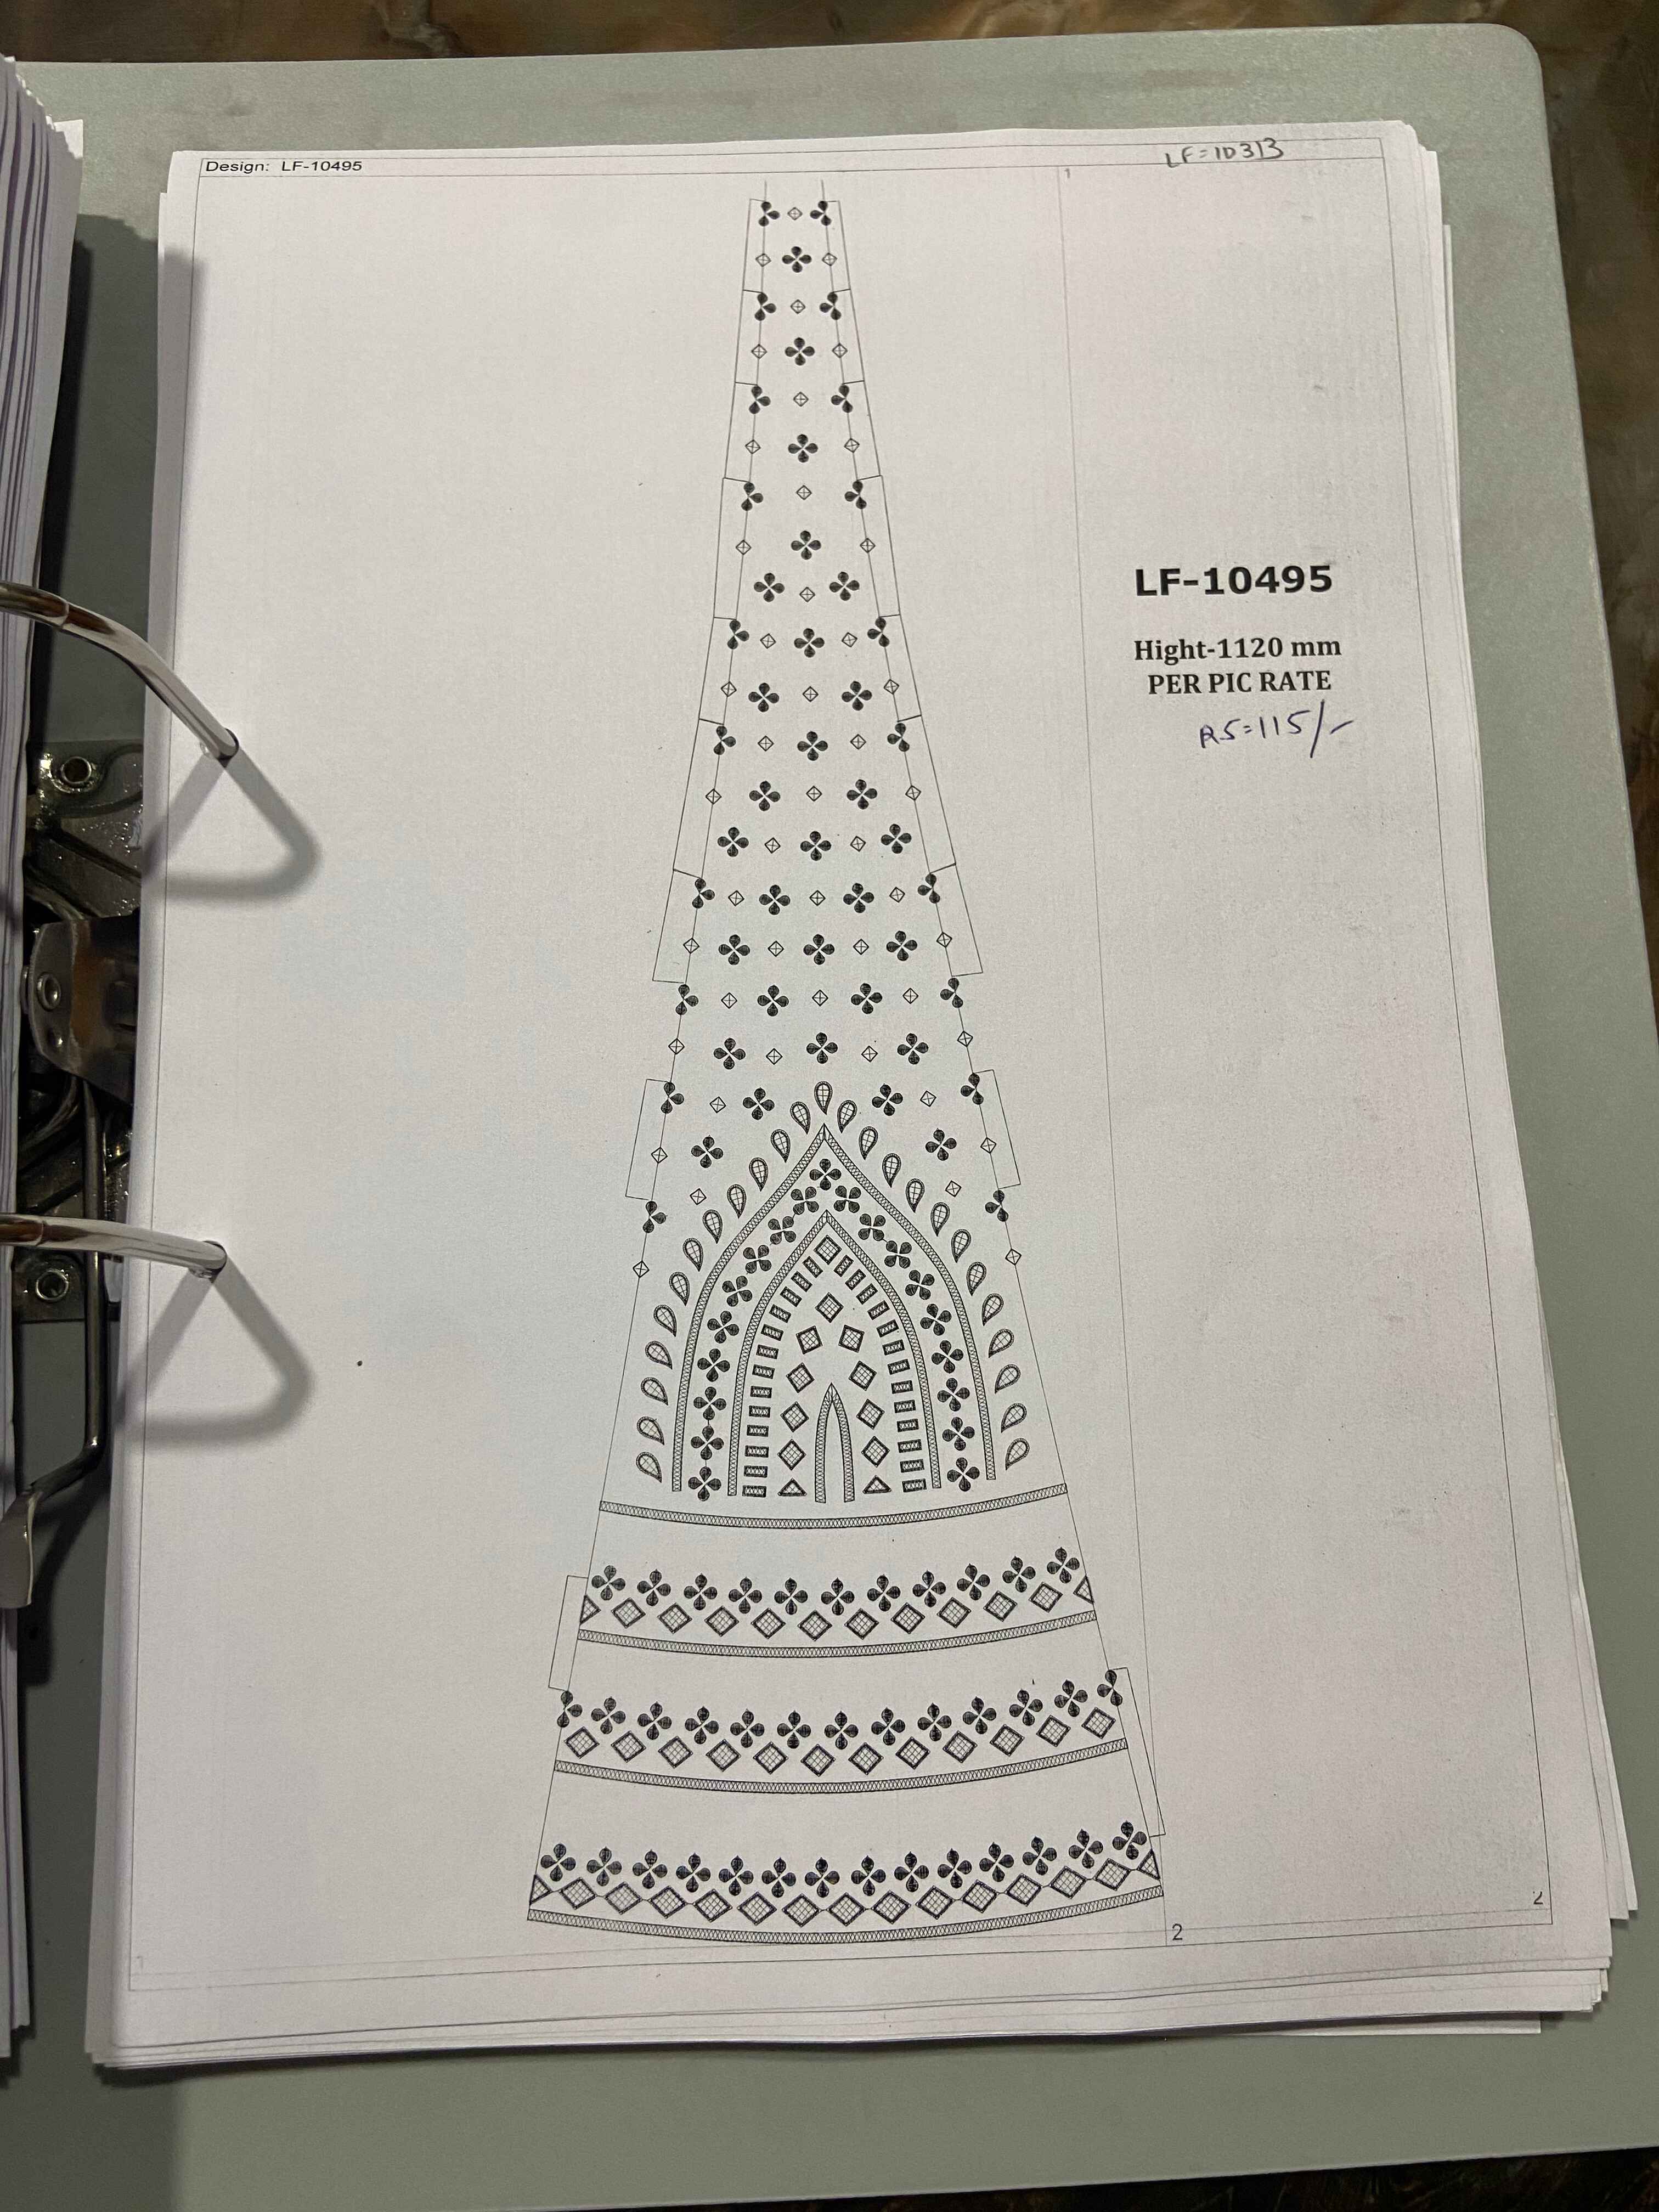 Design: LF-10495
LF=10313
1
LF-10495
Hight-1120 mm
PER PIC RATE
RS=115/-
2
2